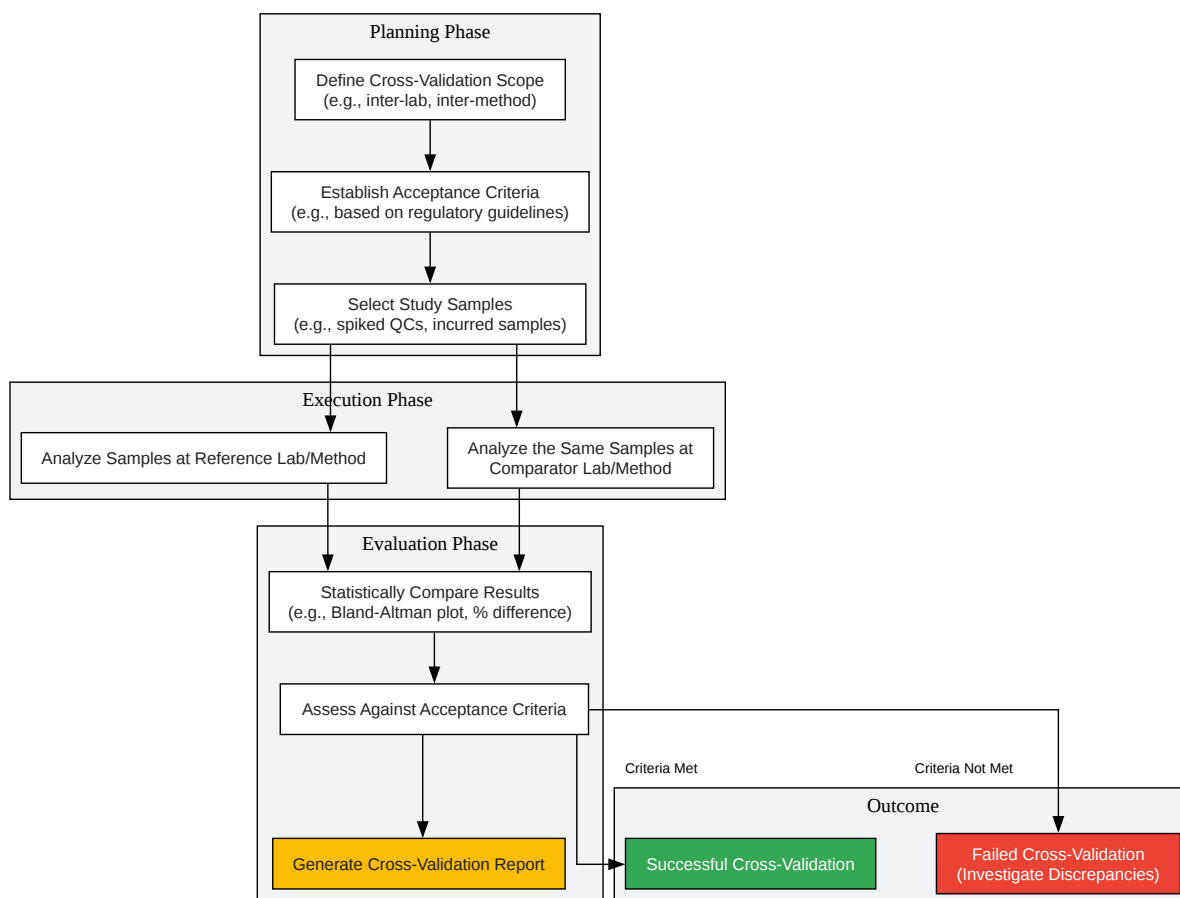 Planning Phase
Define Cross-Validation Scope
(e.g., inter-lab, inter-method)
Establish Acceptance Criteria
(e.g., based on regulatory guidelines)
Select Study Samples
(e.g., spiked QCs, incurred samples)
Execution Phase
Analyze Samples at Reference Lab/Method
Analyze the Same Samples at
Comparator Lab/Method
Evaluation Phase
Statistically Compare Results
(e.g., Bland-Altman plot, % difference)
Assess Against Acceptance Criteria
Criteria Met
Criteria Not Met
Outcome
Generate Cross-Validation Report
Successful Cross-Validation
Failed Cross-Validation
(Investigate Discrepancies)